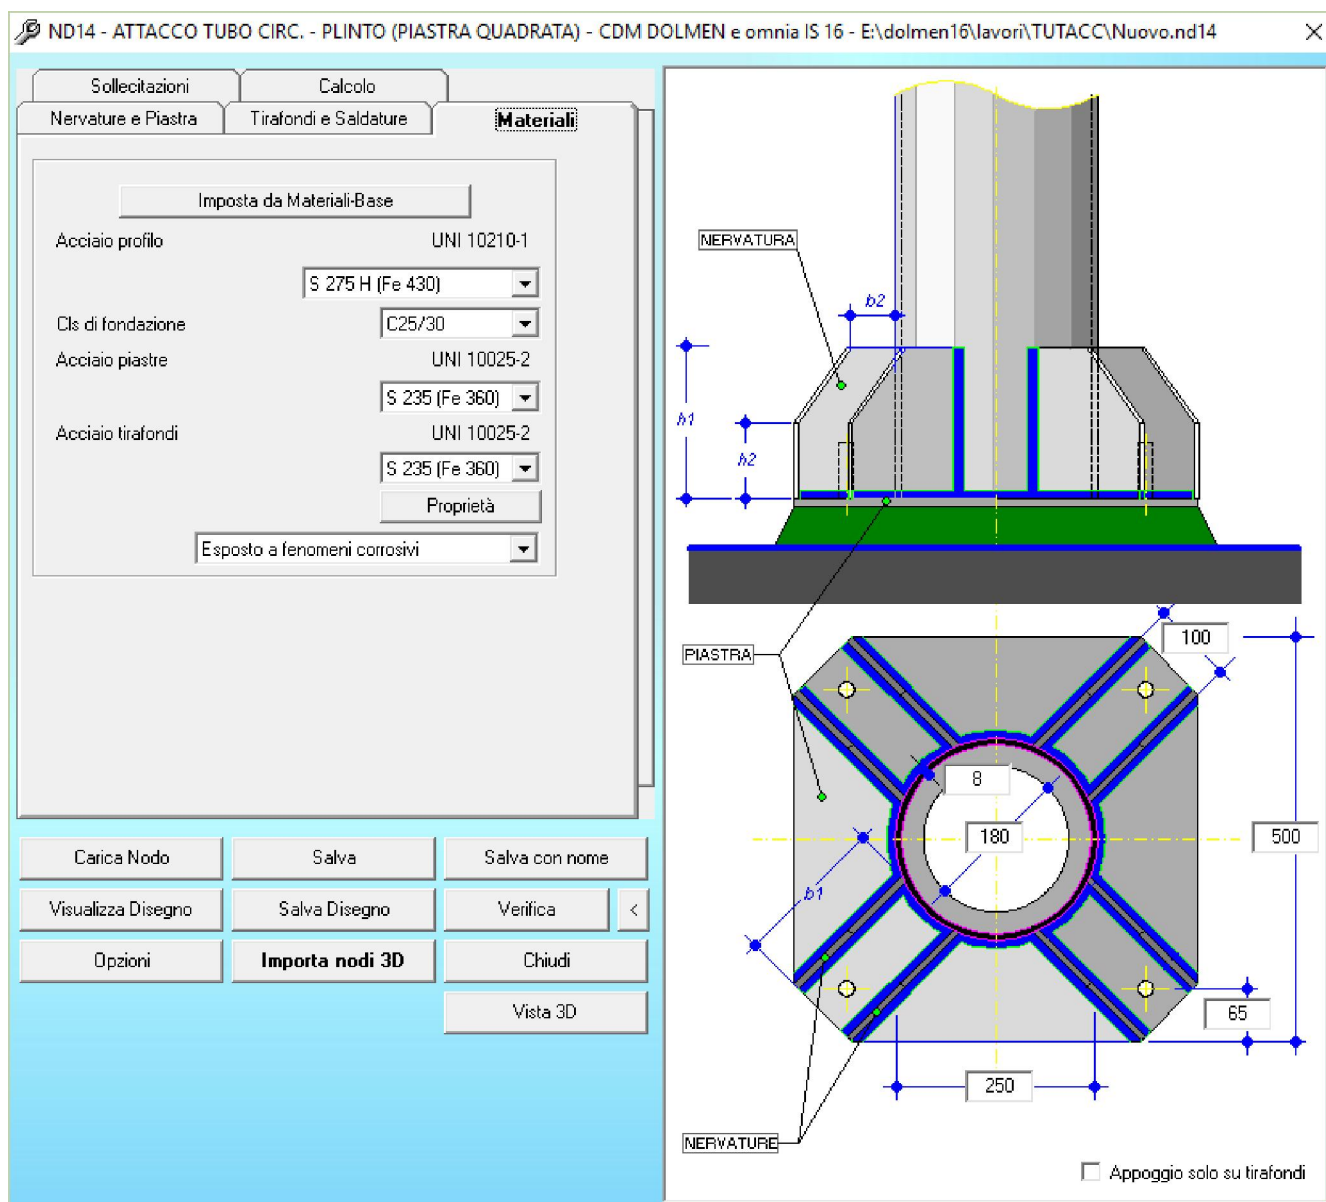 ND14 - ATTACCO TUBO CIRC. - PLINTO (PIASTRA QUADRATA) - CDM DOLMEN e omnia IS 16 - E:\dolmen16\lavori\TUTACC\Nuovo.nd14
Sollecitazioni
Calcolo
Nervature e Piastra
Tirafondi e Saldature
Materiali
Imposta da Materiali-Base
Acciaio profilo
UNI 10210-1
S 275 H (Fe 430)
Cls di fondazione
C25/30
Acciaio piastre
UNI 10025-2
S 235 (Fe 360)
Acciaio tirafondi
UNI 10025-2
S 235 (Fe 360)
Proprietà
Esposto a fenomeni corrosivi
Carica Nodo
Salva
Salva con nome
Visualizza Disegno
Salva Disegno
Verifica
<
Opzioni
Importa nodi 3D
Chiudi
Vista 3D
NERVATURA
b2
h1
h2
PIASTRA
100
8
180
500
b1
65
250
NERVATURE
Appoggio solo su tirafondi